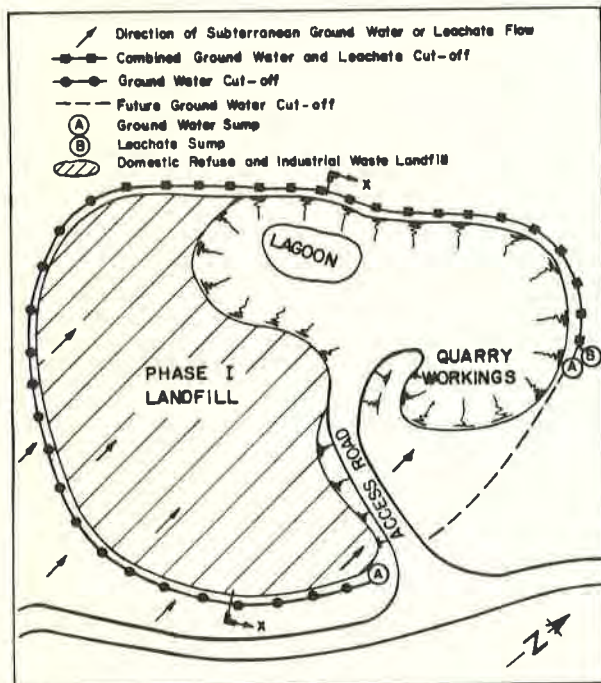 Direction of Subterranean Ground Water or Leachate Flow
Combined Ground Water and Leachate Cut-off
Ground Water Cut-off
Future Ground Water Cut-off
A Ground Water Sump
B Leachate Sump
Domestic Refuse and Industrial Waste Landfill
X
LAGOON
PHASE I
LANDFILL
QUARRY
WORKINGS
B
A
ACCESS ROAD
A
X
N